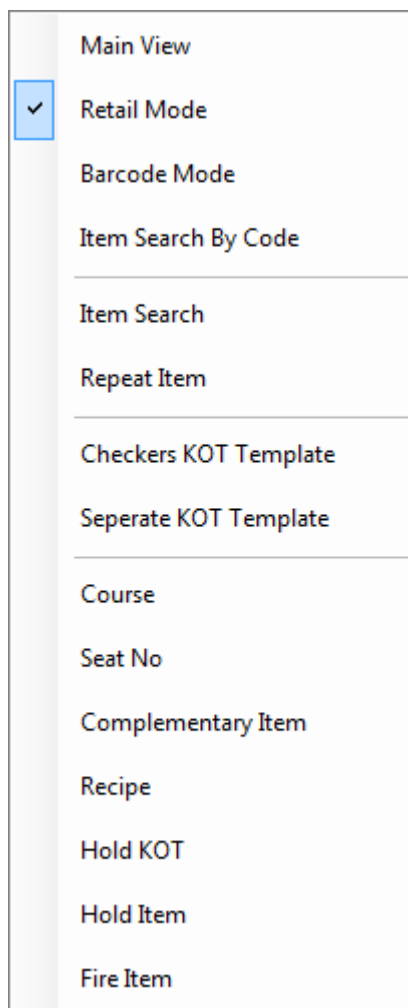 Main View
Retail Mode
Barcode Mode
Item Search By Code
Item Search
Repeat Item
Checkers KOT Template
Seperate KOT Template
Course
Seat No
Complementary Item
Recipe
Hold KOT
Hold Item
Fire Item